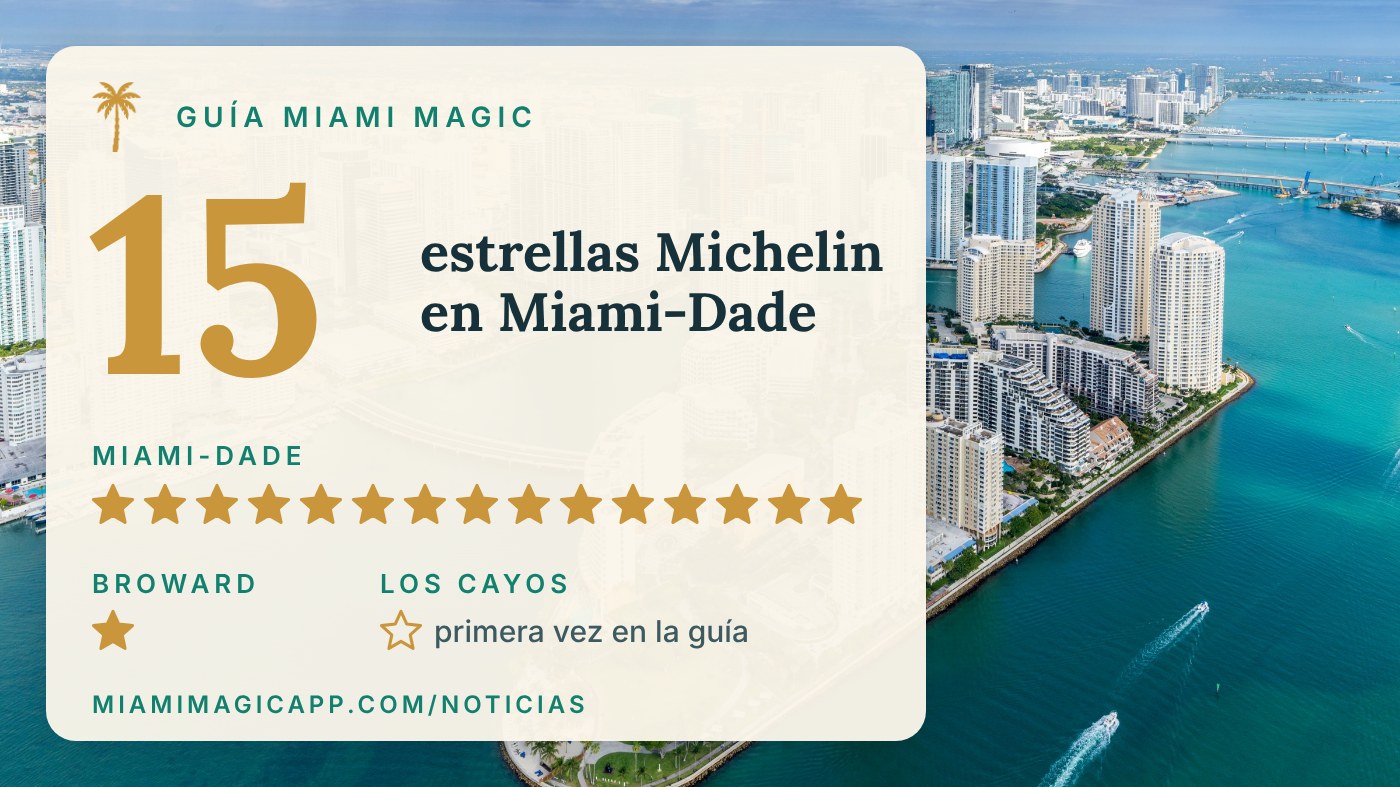 GUÍA MIAMI MAGIC
15
estrellas Michelin
en Miami-Dade
MIAMI-DADE
BROWARD
LOS CAYOS
primera vez en la guía
MIAMIMAGICAPP.COM/NOTICIAS